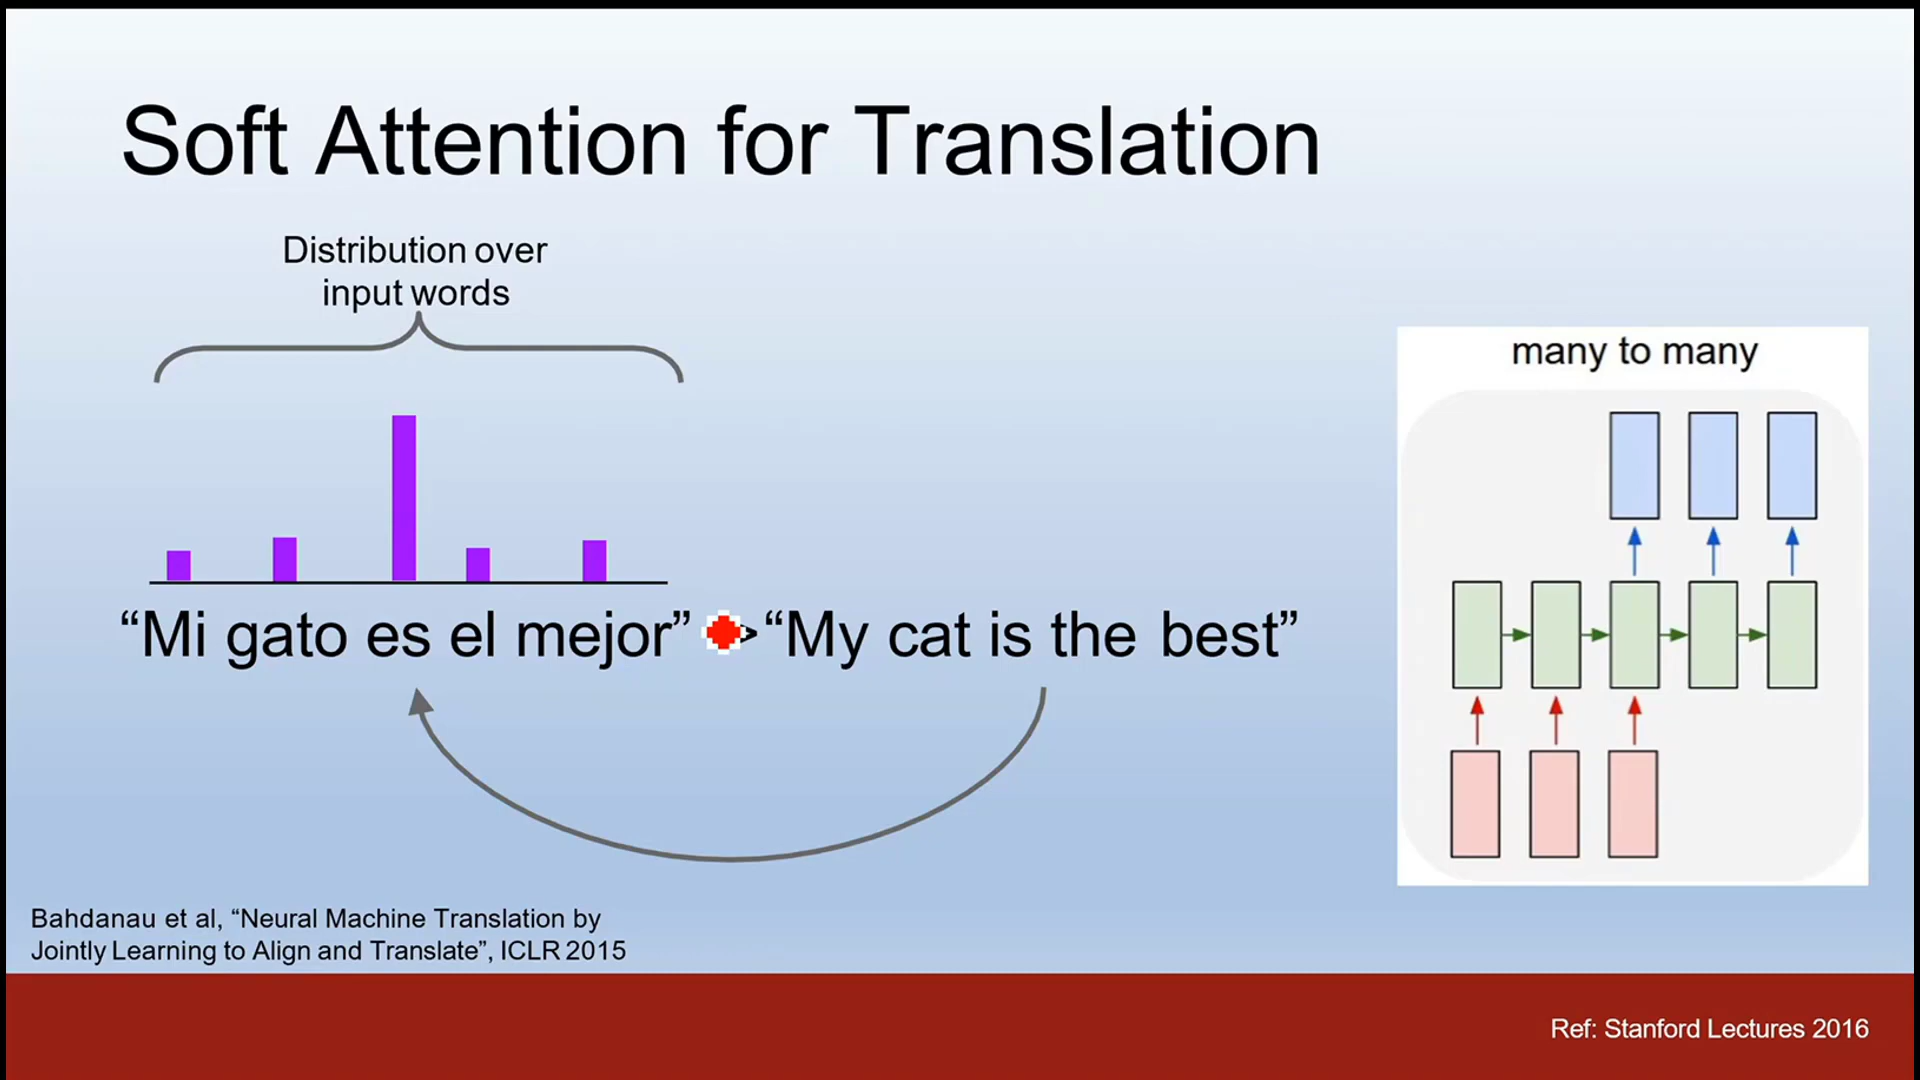 Soft Attention for Translation
Distribution over
input words
many to many
“Mi gato es el mejor” > “My cat is the best”
Bahdanau et al, “Neural Machine Translation by
Jointly Learning to Align and Translate”, ICLR 2015
Ref: Stanford Lectures 2016